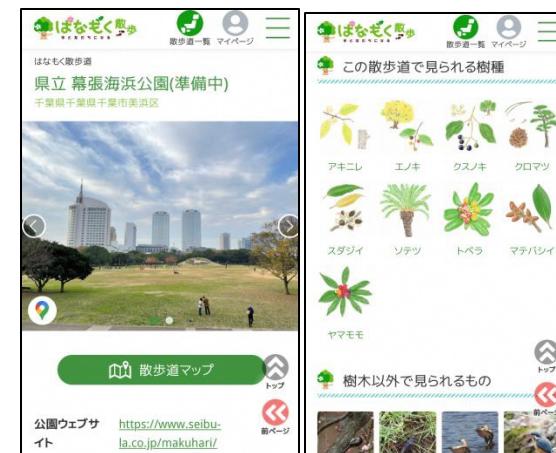 はなもく散歩
散歩道一覧
マイページ
はなもく散歩道
県立 幕張海浜公園(準備中)
千葉県千葉県千葉市美浜区
散歩道マップ
トップ
前ページ
公園ウェブサ
イト
https://www.seibu-
la.co.jp/makuhari/
はなもく散歩
散歩道一覧
マイページ
この散歩道で見られる樹種
アキニレ
エノキ
クスノキ
クロマツ
スダジイ
ソテツ
トベラ
マテバシイ
ヤマモモ
トップ
樹木以外で見られるもの
前ページ